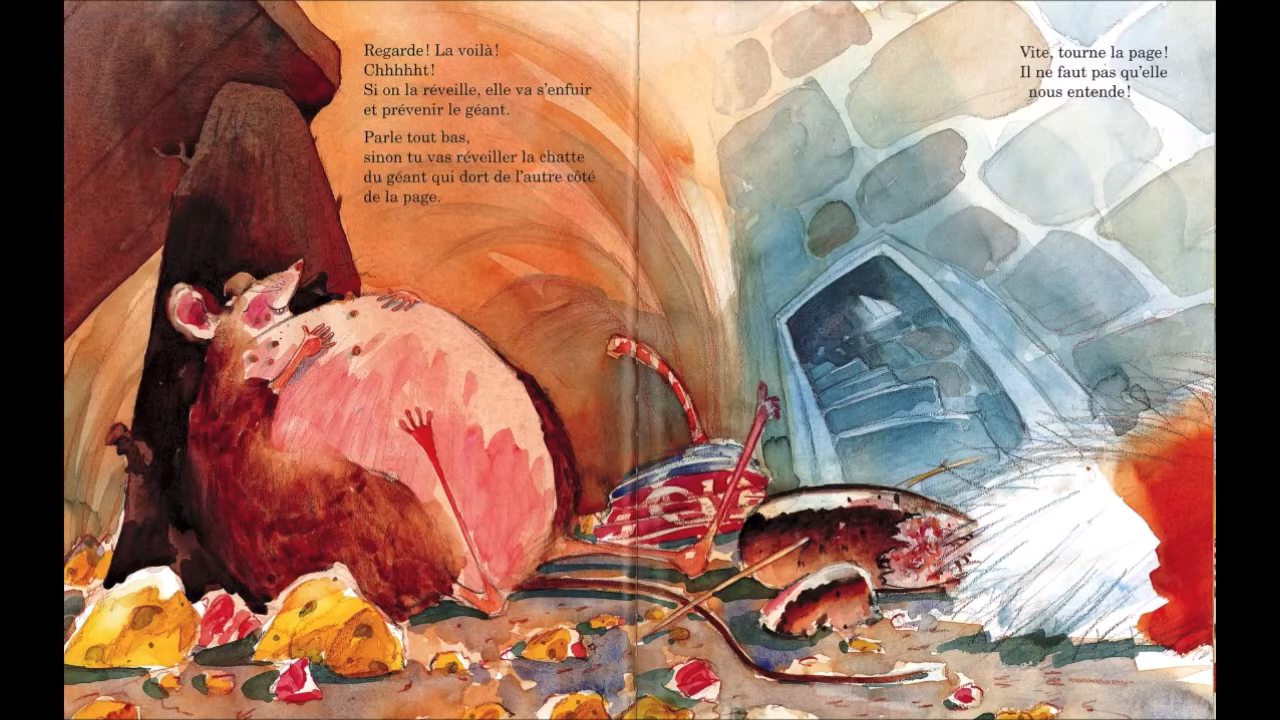 Regarde ! La voilà !
Chhhhht !
Si on la réveille, elle va s'enfuir
et prévenir le géant.
Parle tout bas,
sinon tu vas réveiller la chatte
du géant qui dort de l'autre côté
de la page.
Vite, tourne la page !
Il ne faut pas qu'elle
nous entende !